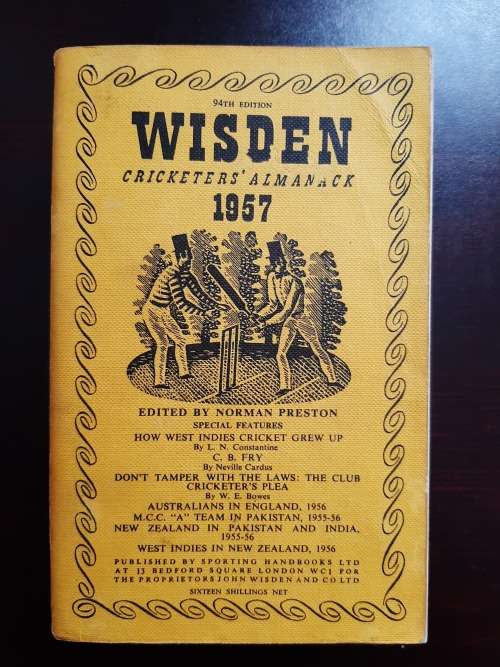 94TH EDITION
WISDEN
CRICKETERS' ALMANACK
1957
EDITED BY NORMAN PRESTON
SPECIAL FEATURES
HOW WEST INDIES CRICKET GREW UP
By L. N. Constantine
C. B. FRY
By Neville Cardus
DON'T TAMPER WITH THE LAWS: THE CLUB
CRICKETER'S PLEA
By W. E. Bowes
AUSTRALIANS IN ENGLAND, 1956
M.C.C. "A" TEAM IN PAKISTAN, 1955-56
NEW ZEALAND IN PAKISTAN AND INDIA,
1955-56
WEST INDIES IN NEW ZEALAND, 1956
PUBLISHED BY SPORTING HANDBOOKS LTD
AT 13 BEDFORD SQUARE LONDON WC1 FOR
THE PROPRIETORS JOHN WISDEN AND CO LTD
SIXTEEN SHILLINGS NET